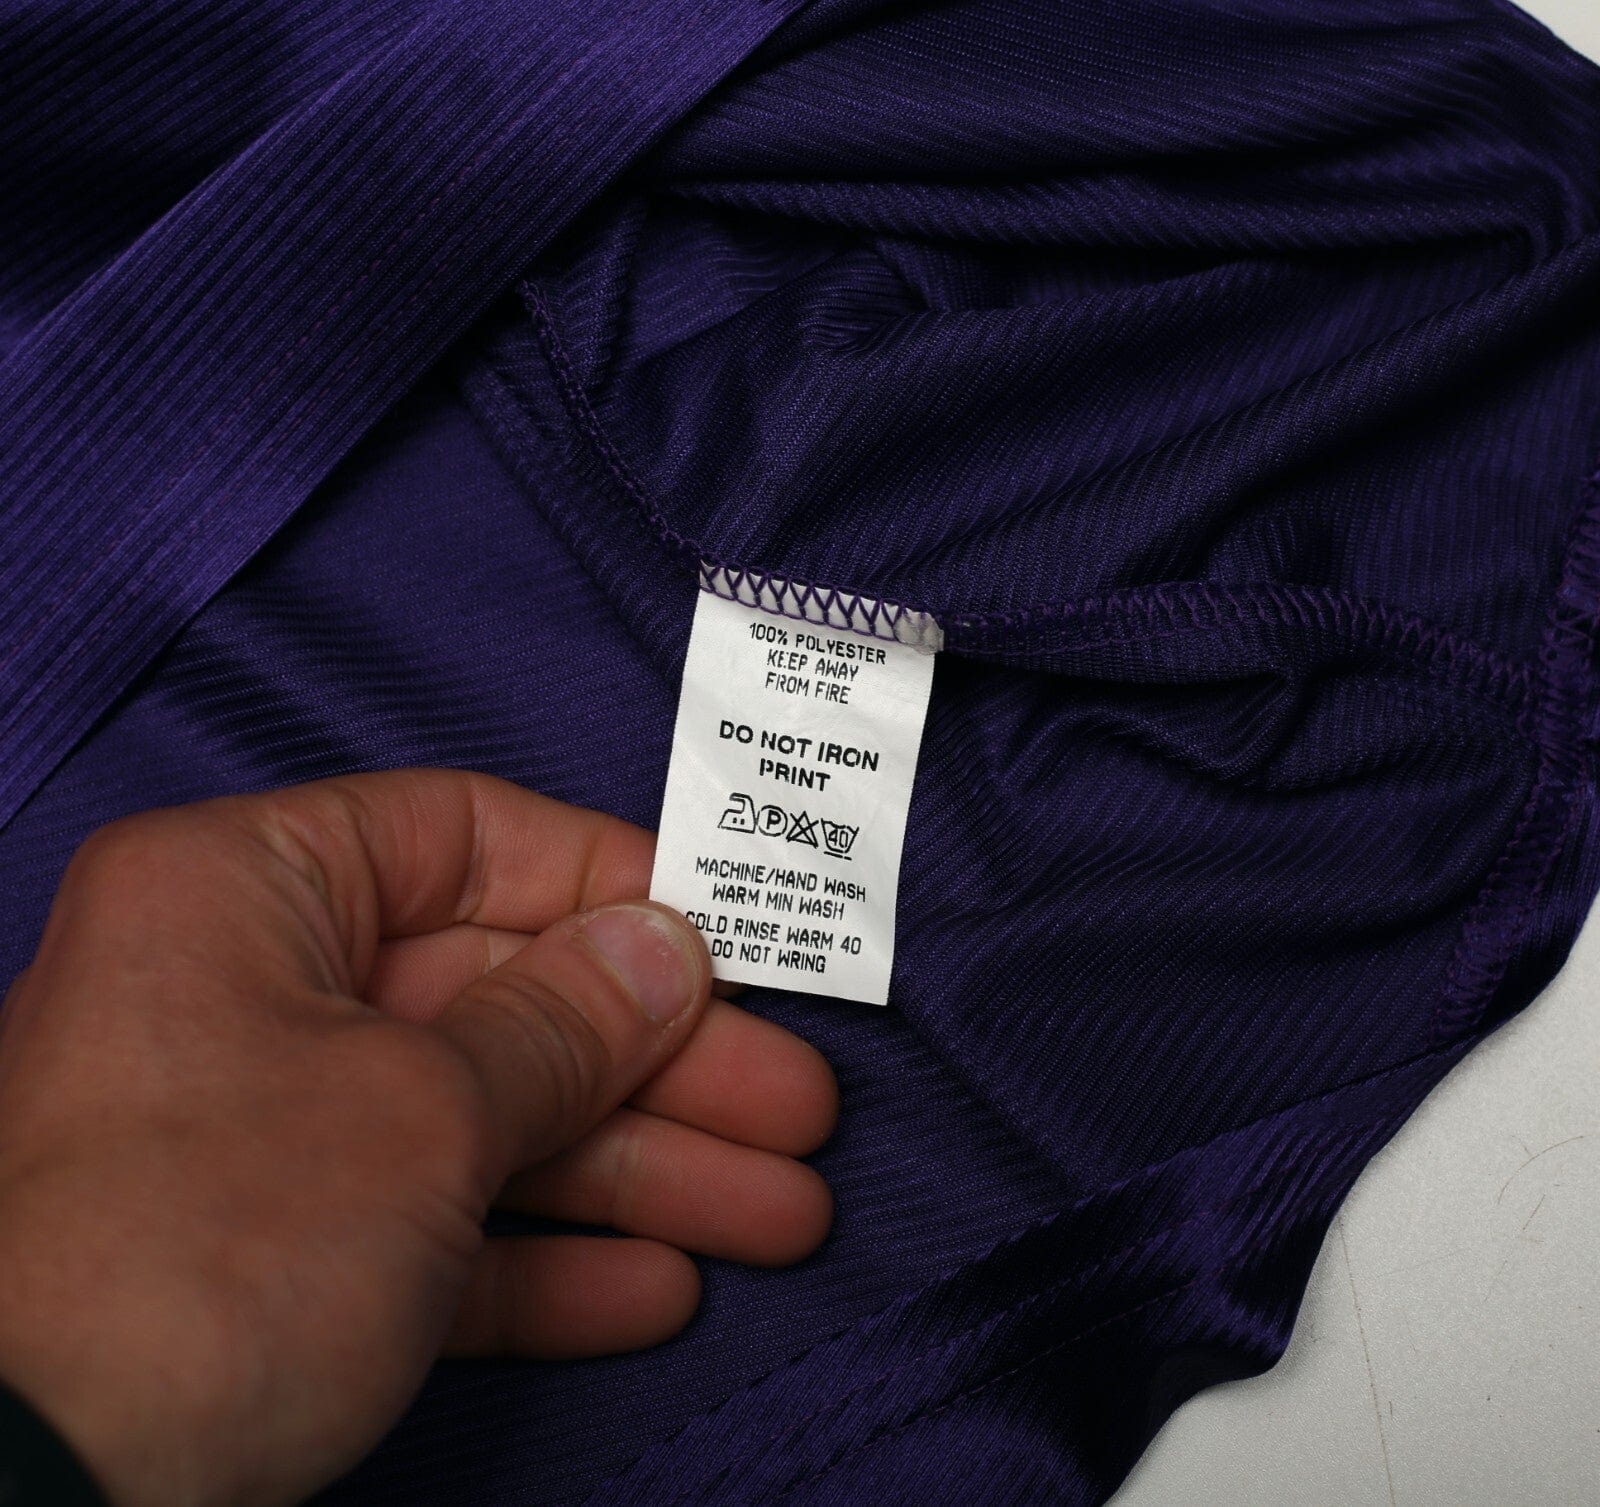 100% POLYESTER
KEEP AWAY
FROM FIRE
DO NOT IRON
PRINT
P 40
MACHINE/HAND WASH
WARM MIN WASH
COLD RINSE WARM 40
DO NOT WRING